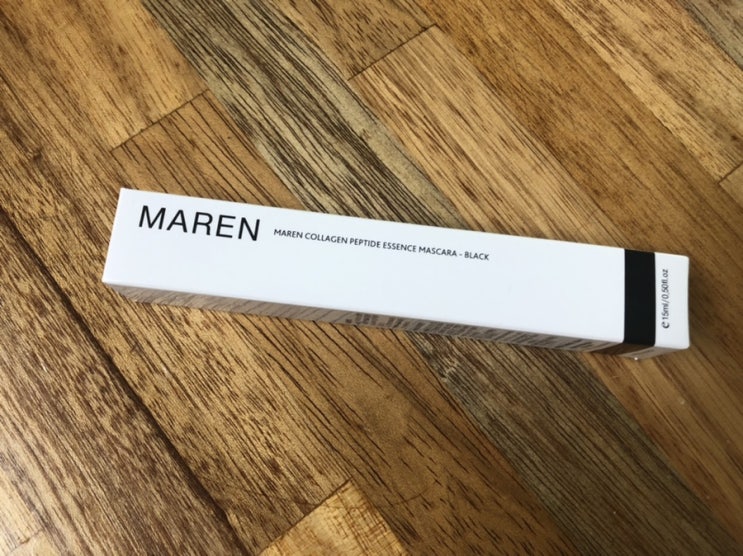 MAREN
MAREN COLLAGEN PEPTIDE ESSENCE MASCARA - BLACK
℮ 15ml/0.50fl.oz